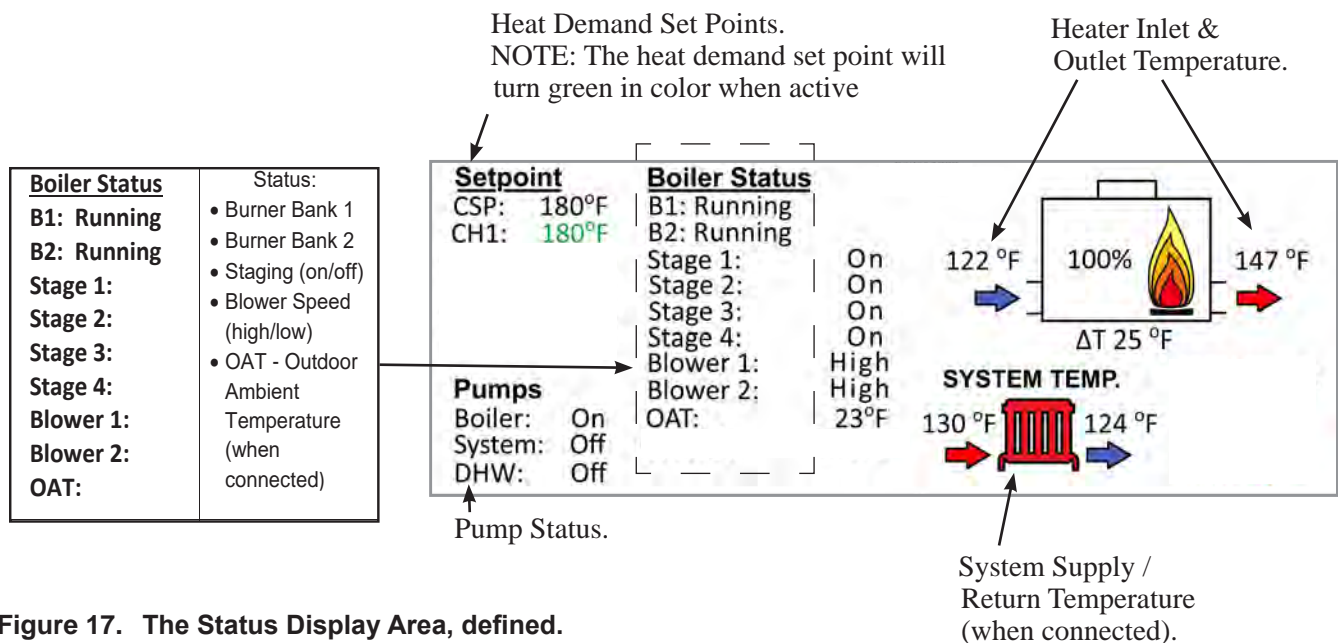 Heat Demand Set Points.
NOTE: The heat demand set point will
turn green in color when active
Heater Inlet &
Outlet Temperature.
Boiler Status
B1: Running
B2: Running
Stage 1:
Stage 2:
Stage 3:
Stage 4:
Blower 1:
Blower 2:
OAT:
Status:
• Burner Bank 1
• Burner Bank 2
• Staging (on/off)
• Blower Speed
(high/low)
• OAT - Outdoor
Ambient
Temperature
(when
connected)
Setpoint
CSP: 180°F
CH1: 180°F
Pumps
Boiler: On
System: Off
DHW: Off
Boiler Status
B1: Running
B2: Running
Stage 1: On
Stage 2: On
Stage 3: On
Stage 4: On
Blower 1: High
Blower 2: High
OAT: 23°F
122 °F
100%
147 °F
ΔT 25 °F
SYSTEM TEMP.
130 °F
124 °F
Pump Status.
System Supply /
Return Temperature
(when connected).
Figure 17. The Status Display Area, defined.